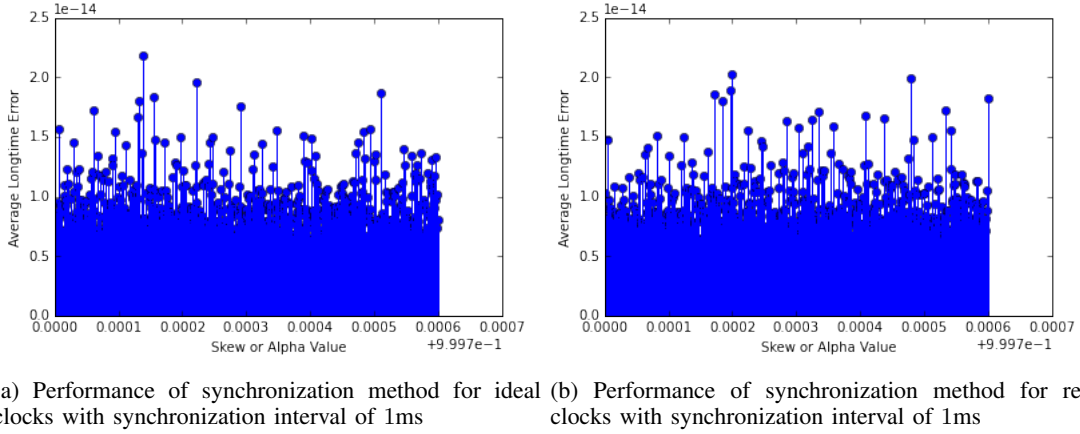 1e−14
2.5
2.0
1.5
1.0
0.5
0.0
Average Longtime Error
0.0000 0.0001 0.0002 0.0003 0.0004 0.0005 0.0006 0.0007
Skew or Alpha Value
+9.997e−1
1e−14
2.5
2.0
1.5
1.0
0.5
0.0
Average Longtime Error
0.0000 0.0001 0.0002 0.0003 0.0004 0.0005 0.0006 0.0007
Skew or Alpha Value
+9.997e−1
a) Performance of synchronization method for ideal
clocks with synchronization interval of 1ms
(b) Performance of synchronization method for re
clocks with synchronization interval of 1ms